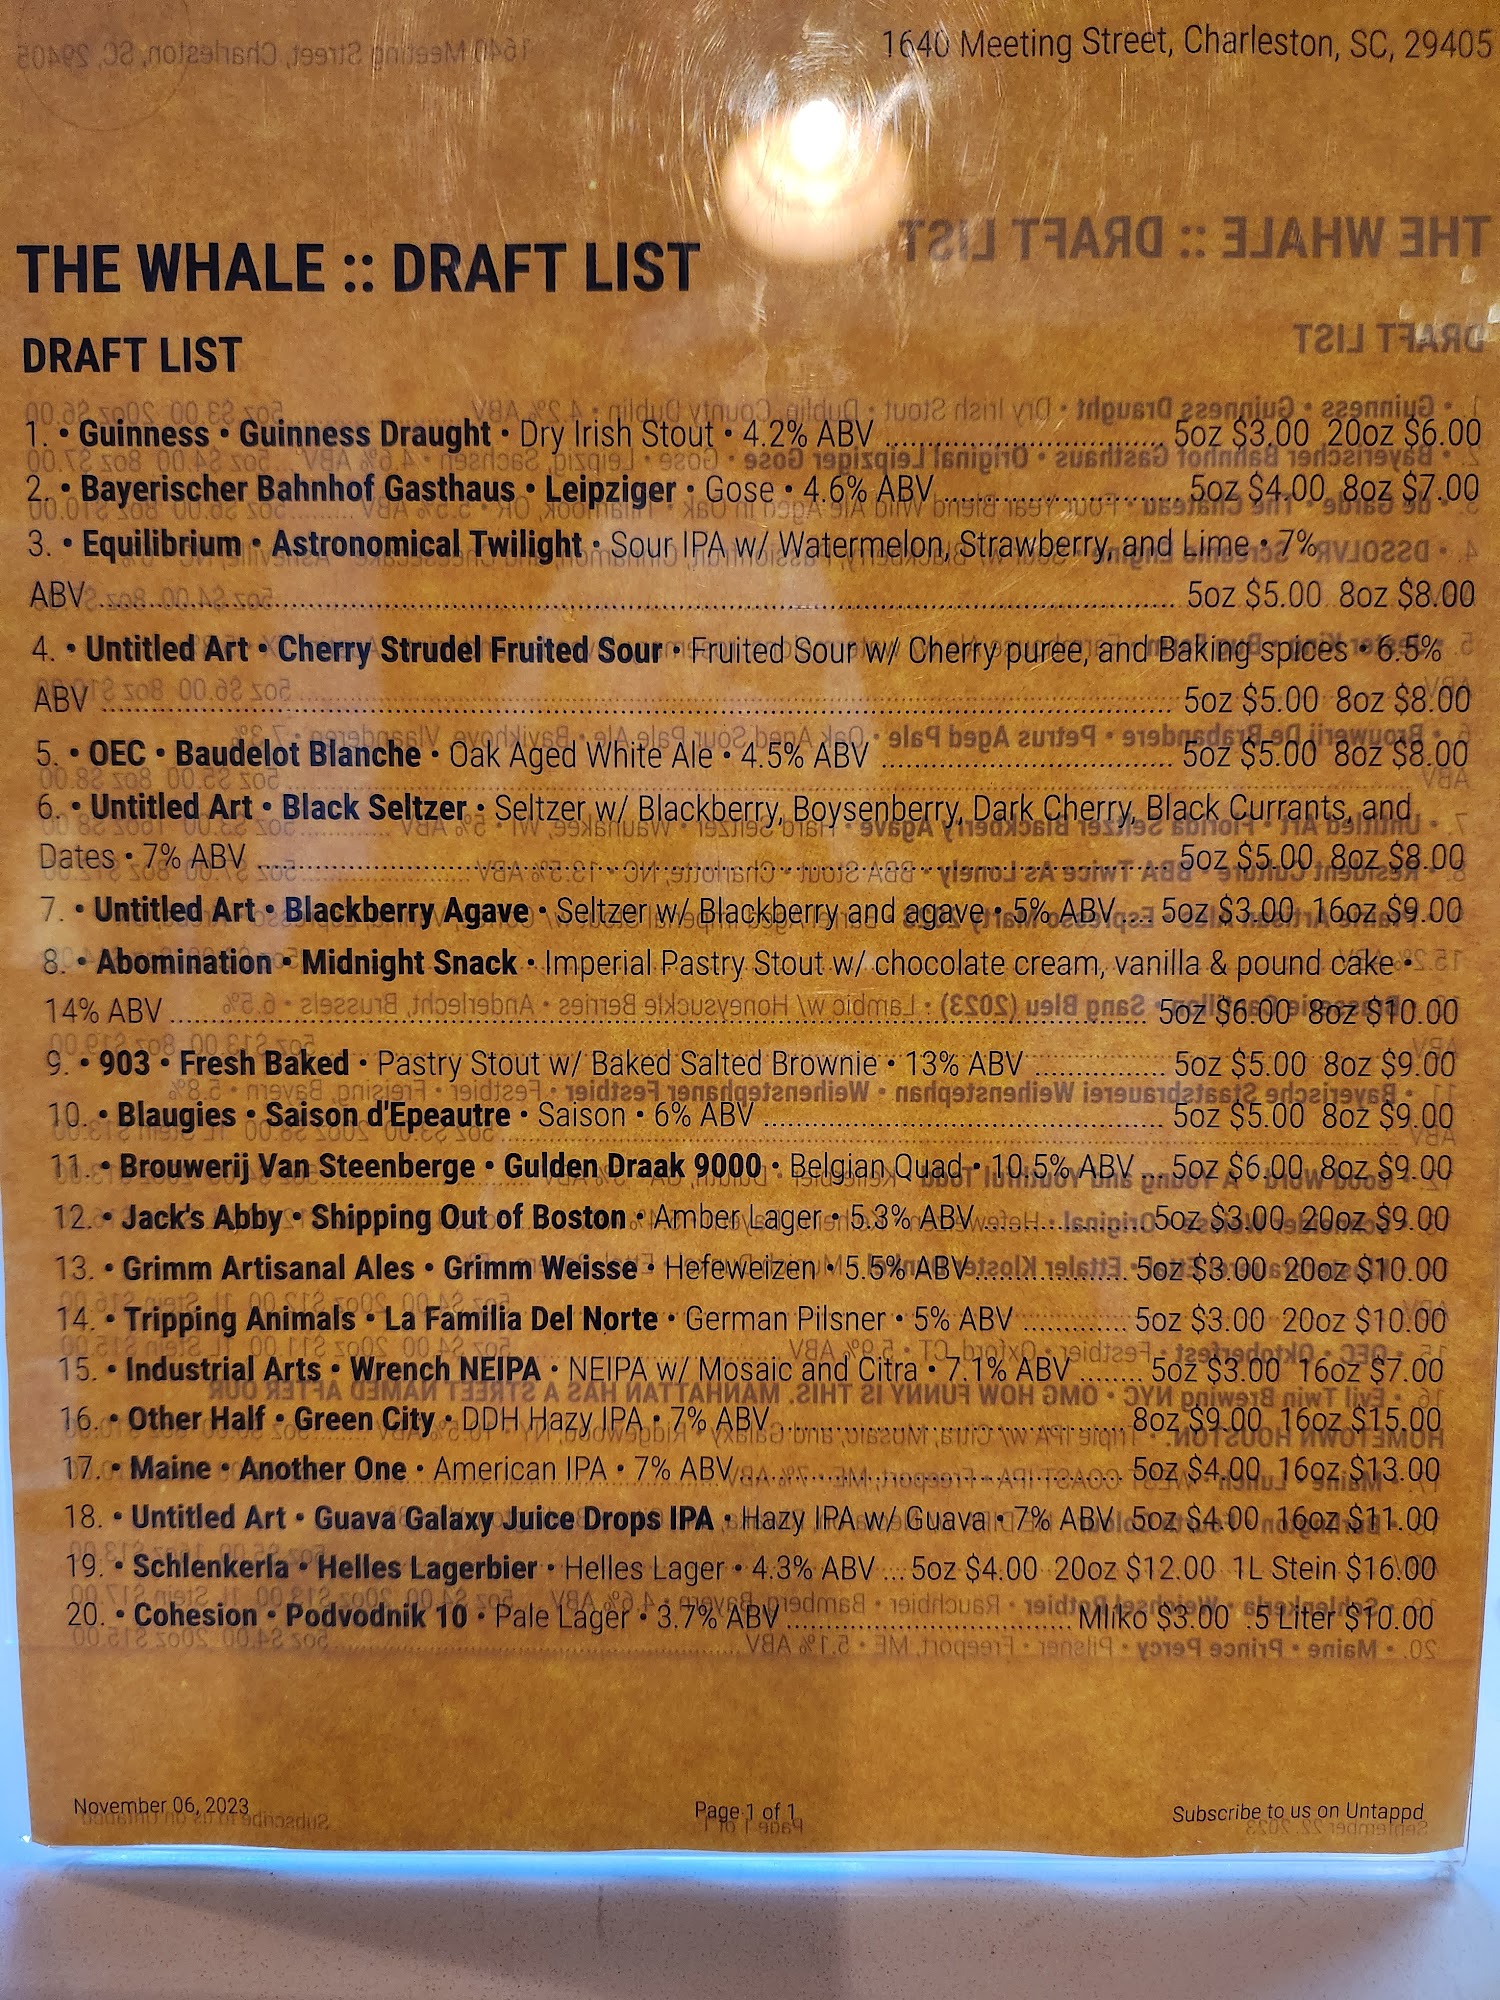 1640 Meeting Street, Charleston, SC, 29405
THE WHALE :: DRAFT LIST
DRAFT LIST
1. • Guinness • Guinness Draught • Dry Irish Stout • 4.2% ABV ........ 5oz $3.00 20oz $6.00
2. • Bayerischer Bahnhof Gasthaus • Leipziger • Gose • 4.6% ABV ........ 5oz $4.00 8oz $7.00
3. • Equilibrium • Astronomical Twilight • Sour IPA w/ Watermelon, Strawberry, and Lime • 7%
ABV ........ 5oz $5.00 8oz $8.00
4. • Untitled Art • Cherry Strudel Fruited Sour • Fruited Sour w/ Cherry puree, and Baking spices • 6.5%
ABV ........ 5oz $5.00 8oz $8.00
5. • OEC • Baudelot Blanche • Oak Aged White Ale • 4.5% ABV ........ 5oz $5.00 8oz $8.00
6. • Untitled Art • Black Seltzer • Seltzer w/ Blackberry, Boysenberry, Dark Cherry, Black Currants, and
Dates • 7% ABV ........ 5oz $5.00 8oz $8.00
7. • Untitled Art • Blackberry Agave • Seltzer w/ Blackberry and agave • 5% ABV .... 5oz $3.00 16oz $9.00
8. • Abomination • Midnight Snack • Imperial Pastry Stout w/ chocolate cream, vanilla & pound cake •
14% ABV ........ 5oz $6.00 8oz $10.00
9. • 903 • Fresh Baked • Pastry Stout w/ Baked Salted Brownie • 13% ABV ........ 5oz $5.00 8oz $9.00
10. • Blaugies • Saison d'Epeautre • Saison • 6% ABV ........ 5oz $5.00 8oz $9.00
11. • Brouwerij Van Steenberge • Gulden Draak 9000 • Belgian Quad • 10.5% ABV ... 5oz $6.00 8oz $9.00
12. • Jack's Abby • Shipping Out of Boston • Amber Lager • 5.3% ABV ........ 5oz $3.00 20oz $9.00
13. • Grimm Artisanal Ales • Grimm Weisse • Hefeweizen • 5.5% ABV ........ 5oz $3.00 20oz $10.00
14. • Tripping Animals • La Familia Del Norte • German Pilsner • 5% ABV ........ 5oz $3.00 20oz $10.00
15. • Industrial Arts • Wrench NEIPA • NEIPA w/ Mosaic and Citra • 7.1% ABV ........ 5oz $3.00 16oz $7.00
16. • Other Half • Green City • DDH Hazy IPA • 7% ABV ........ 8oz $9.00 16oz $15.00
17. • Maine • Another One • American IPA • 7% ABV ........ 5oz $4.00 16oz $13.00
18. • Untitled Art • Guava Galaxy Juice Drops IPA • Hazy IPA w/ Guava • 7% ABV 5oz $4.00 16oz $11.00
19. • Schlenkerla • Helles Lagerbier • Helles Lager • 4.3% ABV ... 5oz $4.00 20oz $12.00 1L Stein $16.00
20. • Cohesion • Podvodnik 10 • Pale Lager • 3.7% ABV ........ Mliko $3.00 .5 Liter $10.00
November 06, 2023
Page 1 of 1
Subscribe to us on Untappd